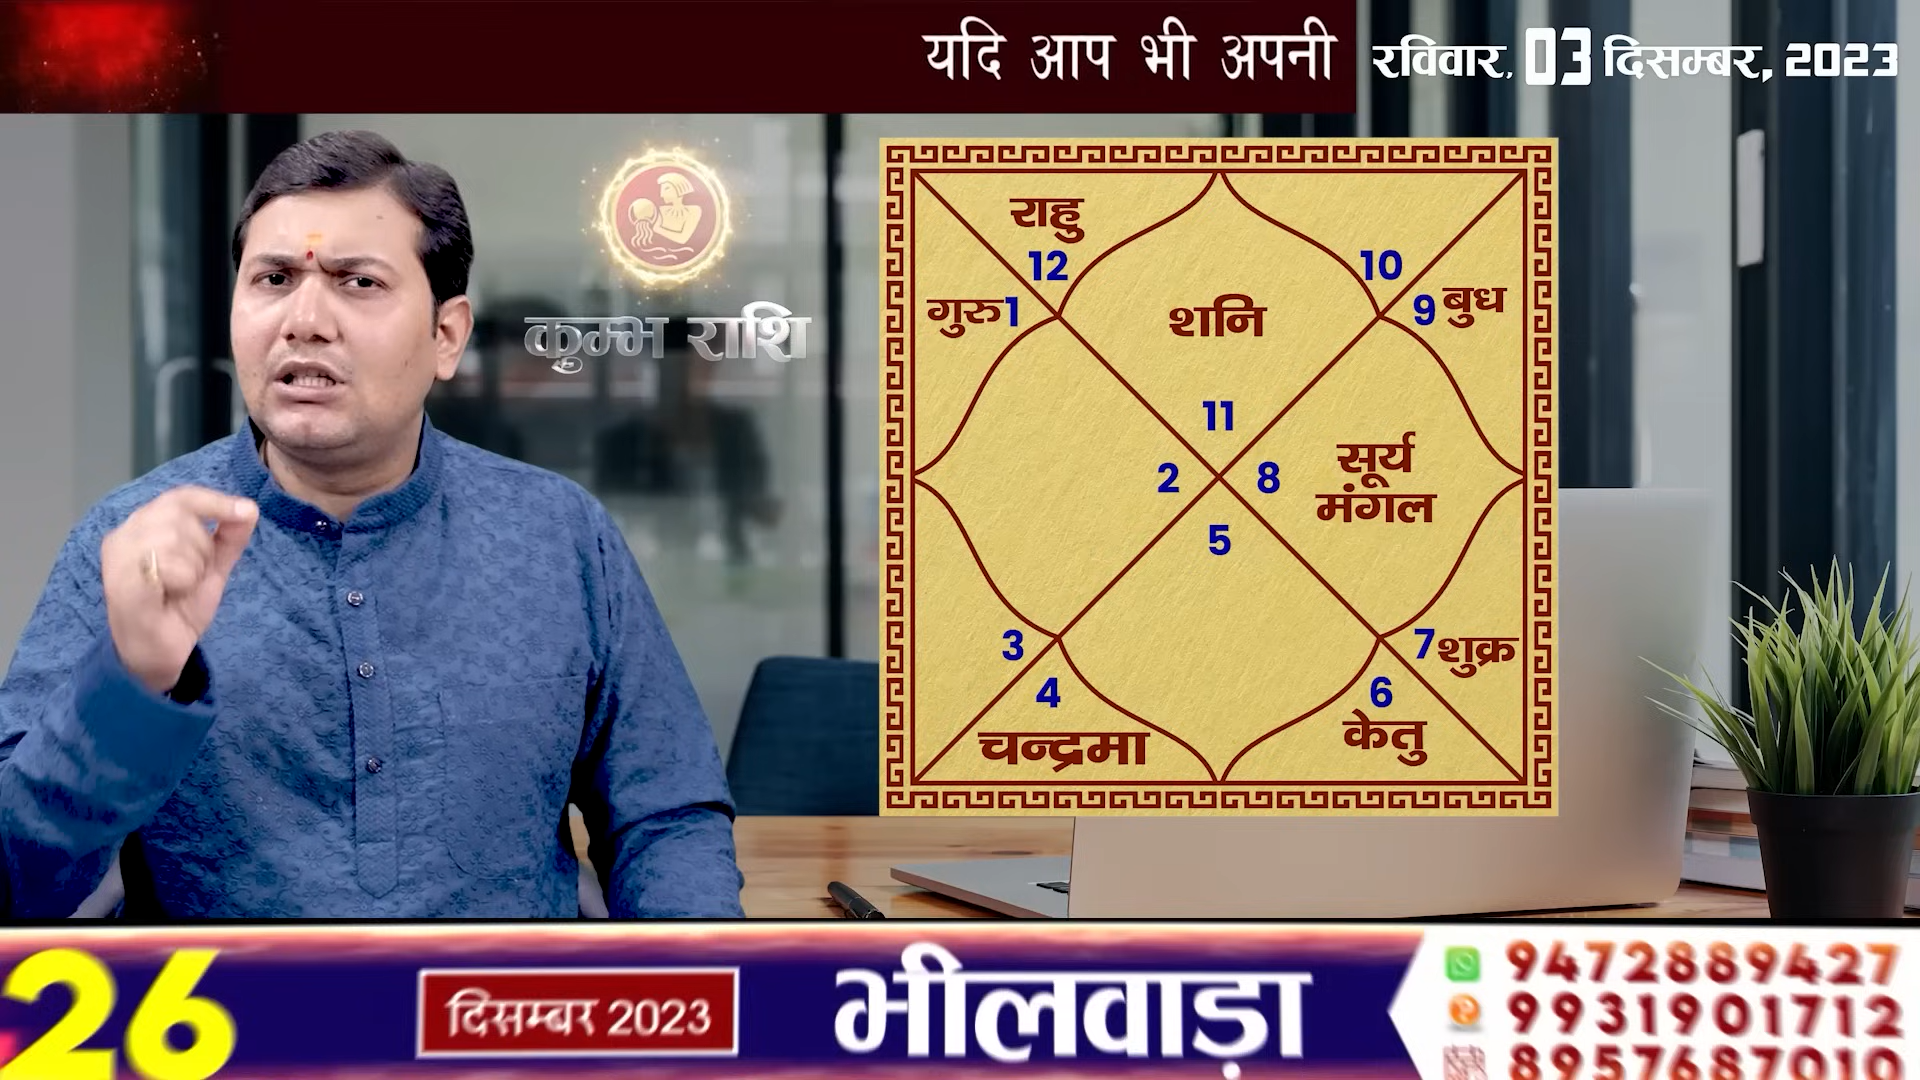 यदि आप भी अपनी
रविवार, 03 दिसम्बर, 2023
कुम्भ राशि
राहु
12
10
गुरु 1
शनि
9 बुध
11
2
8
सूर्य
मंगल
5
3
7 शुक्र
4
6
चन्द्रमा
केतु
26
दिसम्बर 2023
भीलवाड़ा
9472889427
9931901712
8957687010